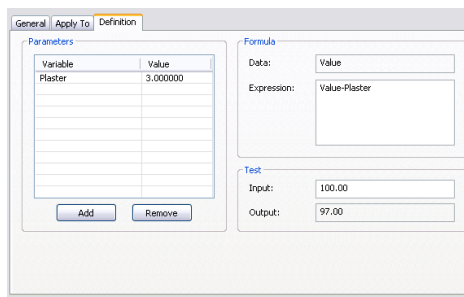 General Apply To Definition
Parameters
Variable Value
Plaster 3.000000
Add Remove
Formula
Data: Value
Expression: Value-Plaster
Test
Input: 100.00
Output: 97.00